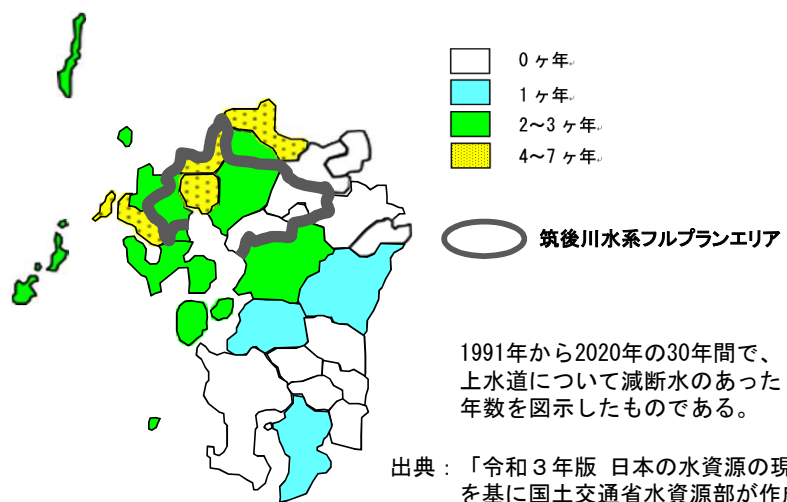 0 ヶ年
1 ヶ年
2~3 ヶ年
4~7 ヶ年
筑後川水系フルプランエリア
1991年から2020年の30年間で、
上水道について減断水のあった
年数を図示したものである。
出典：「令和３年版 日本の水資源の現
を基に国土交通省水資源部が作成